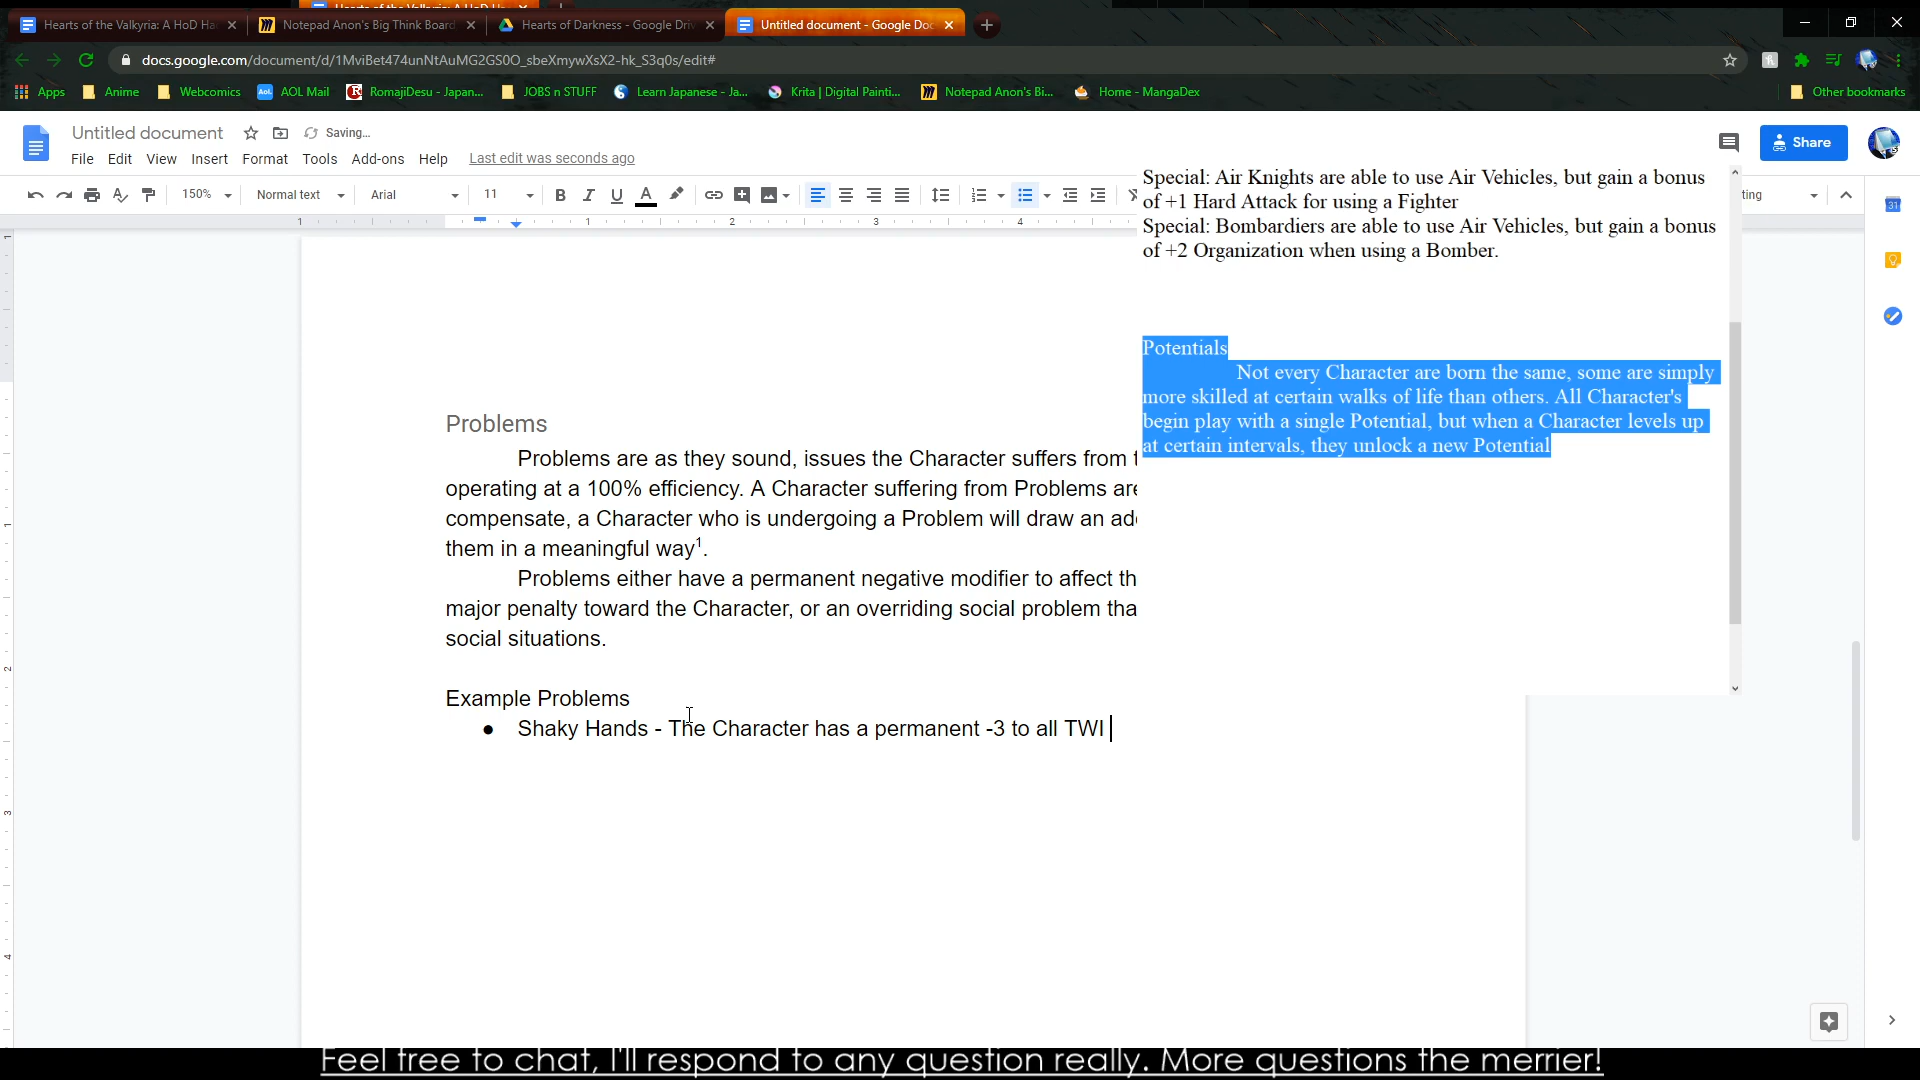 Hearts of the Valkyria: A HoD Ha
Notepad Anon's Big Think Board
Hearts of Darkness - Google Driv
Untitled document - Google Doc
docs.google.com/document/d/1MviBet474unNtAuMG2GS0O_sbeXmywXsX2-hk_S3q0s/edit#
Apps
Anime
Webcomics
AOL Mail
RomajiDesu - Japan...
JOBS n STUFF
Learn Japanese - Ja...
Krita | Digital Painti...
Notepad Anon's Bi...
Home - MangaDex
Other bookmarks
Untitled document
Saving...
Share
File Edit View Insert Format Tools Add-ons Help Last edit was seconds ago
150% Normal text Arial 11 B I U A
ting
Special: Air Knights are able to use Air Vehicles, but gain a bonus
of +1 Hard Attack for using a Fighter
Special: Bombardiers are able to use Air Vehicles, but gain a bonus
of +2 Organization when using a Bomber.
Potentials
Not every Character are born the same, some are simply
more skilled at certain walks of life than others. All Character's
begin play with a single Potential, but when a Character levels up
at certain intervals, they unlock a new Potential
Problems
Problems are as they sound, issues the Character suffers from t
operating at a 100% efficiency. A Character suffering from Problems are
compensate, a Character who is undergoing a Problem will draw an ad
them in a meaningful way¹.
Problems either have a permanent negative modifier to affect th
major penalty toward the Character, or an overriding social problem tha
social situations.
Example Problems
● Shaky Hands - The Character has a permanent -3 to all TWI
Feel free to chat, I'll respond to any question really. More questions the merrier!